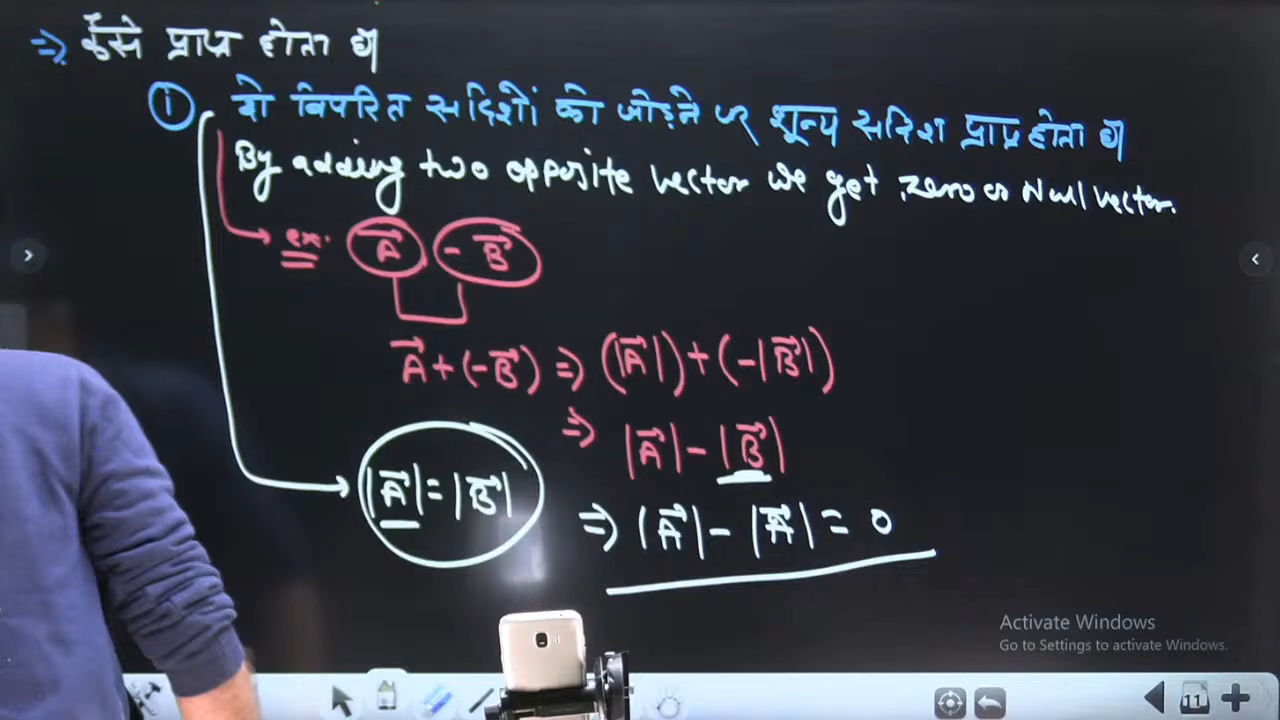 ⇒ कैसे प्राप्त होता है।
① दो विपरित सदिशों को जोड़ने पर शून्य सदिश प्राप्त होता है।
By adding two opposite vector we get zero or Null vector.
ex. A⃗ - B⃗
A⃗+(-B⃗) ⇒ (|A⃗|)+(-|B⃗|)
⇒ |A⃗|-|B⃗|
|A⃗|=|B⃗|
⇒ |A⃗|-|A⃗|= 0
Activate Windows
Go to Settings to activate Windows.
11